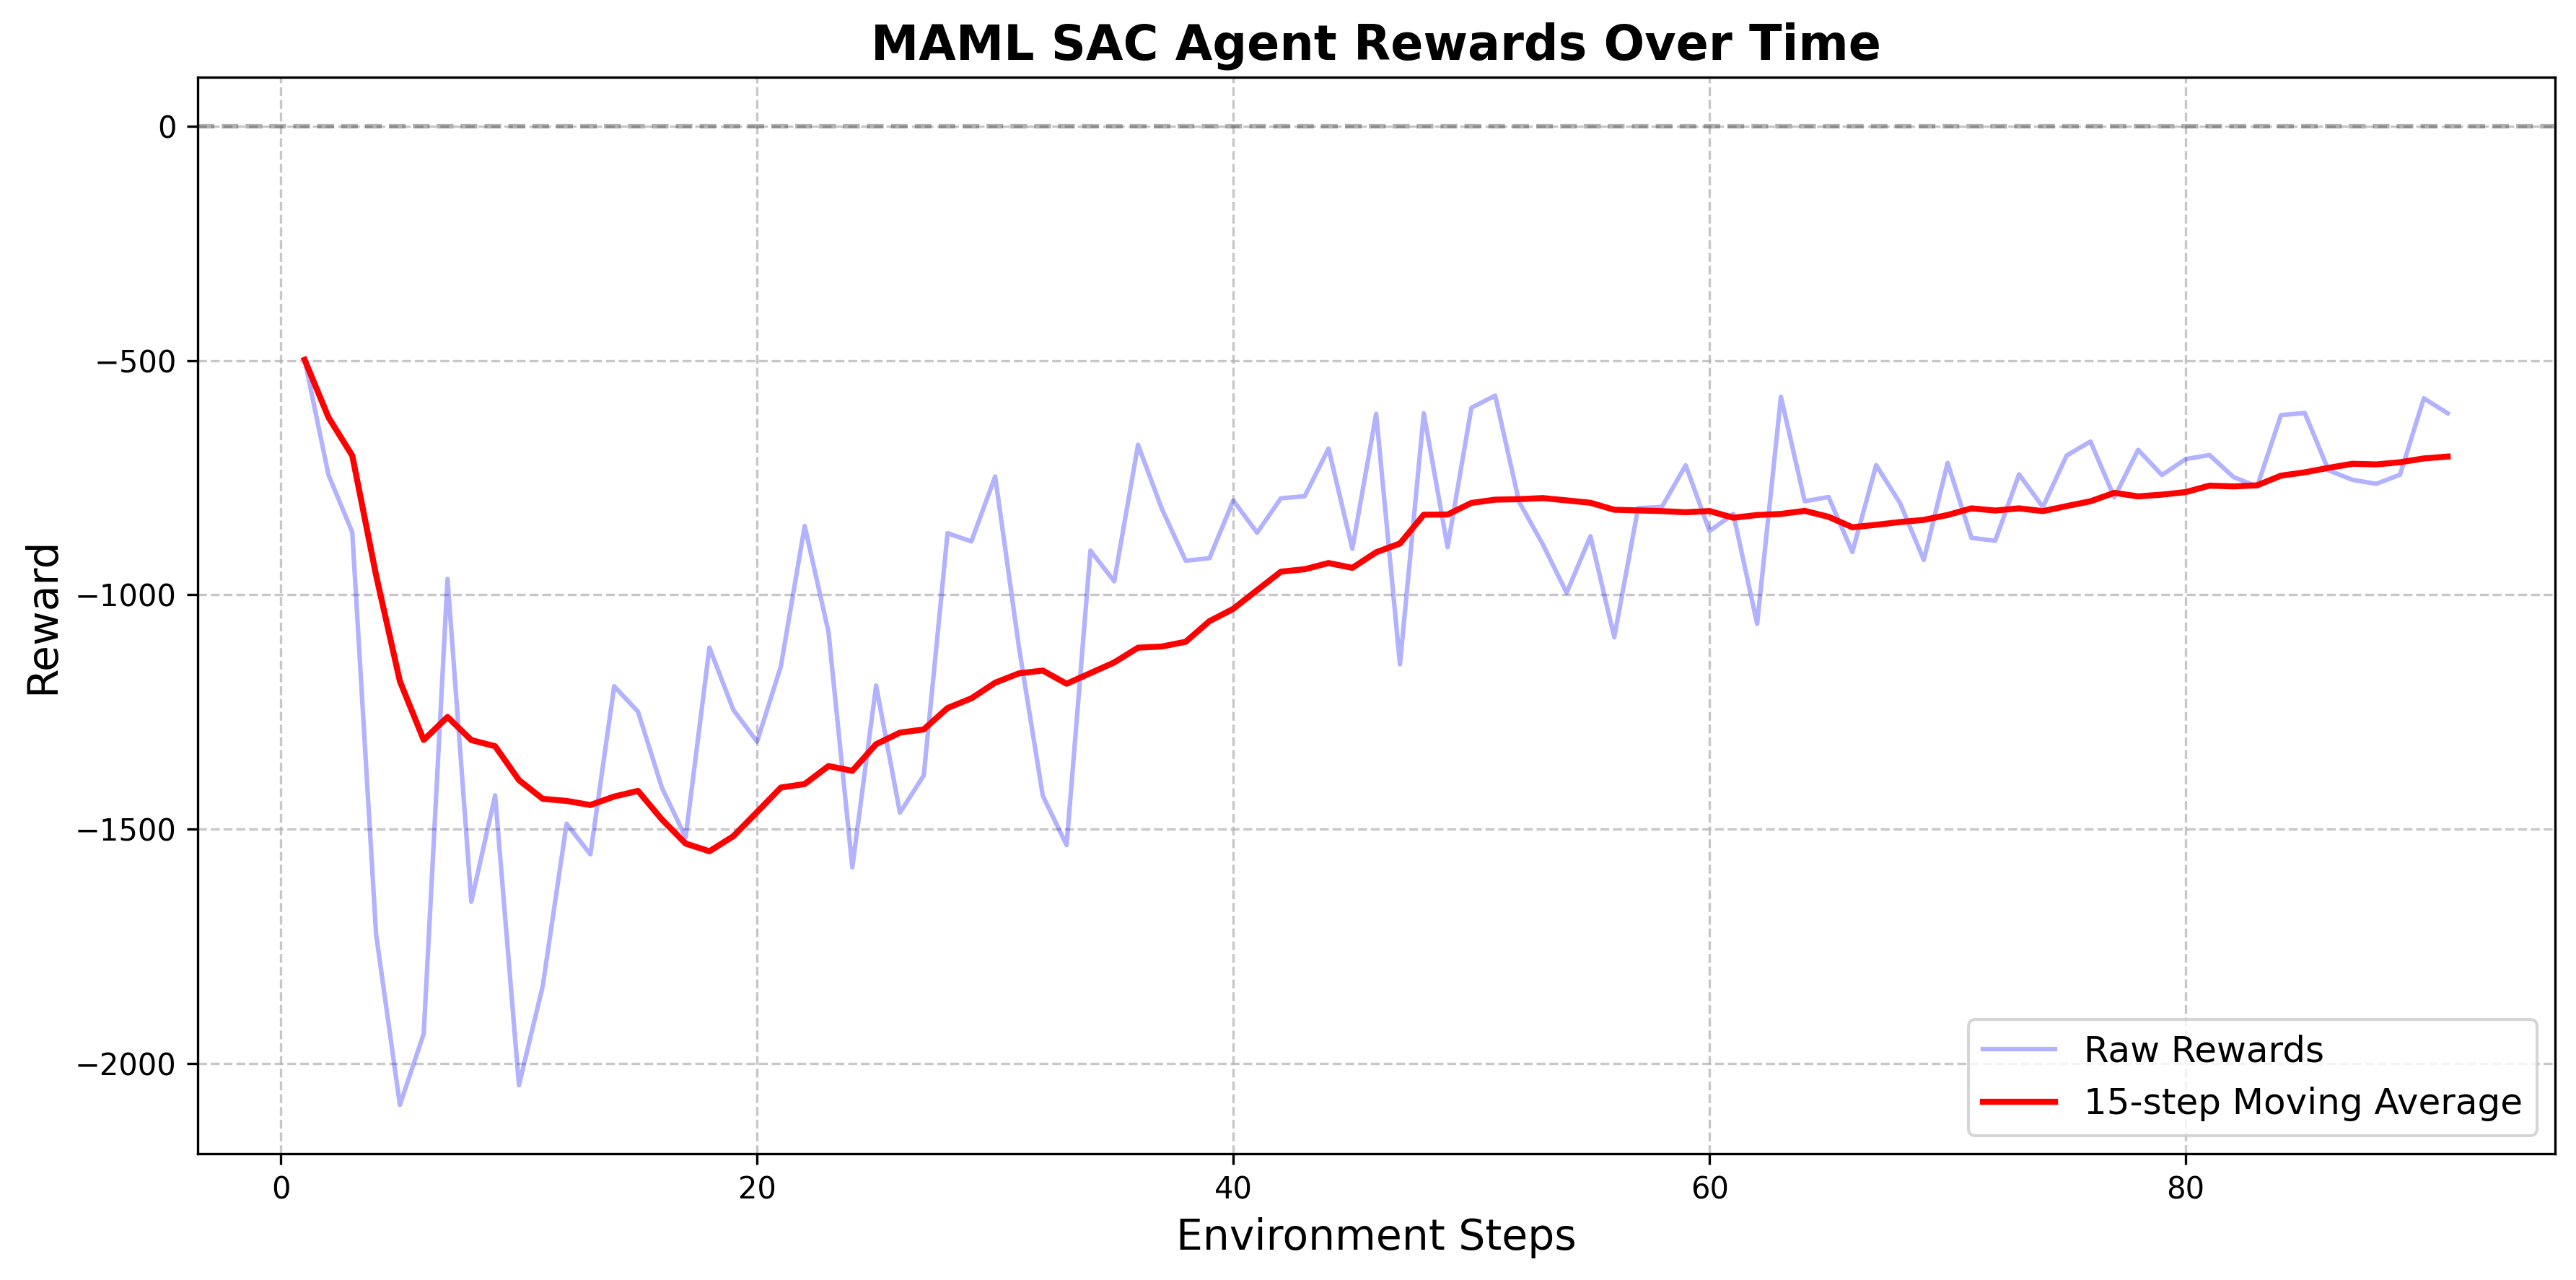 MAML SAC Agent Rewards Over Time
Reward
0
−500
−1000
−1500
−2000
0 20 40 60 80
Environment Steps
Raw Rewards
15-step Moving Average